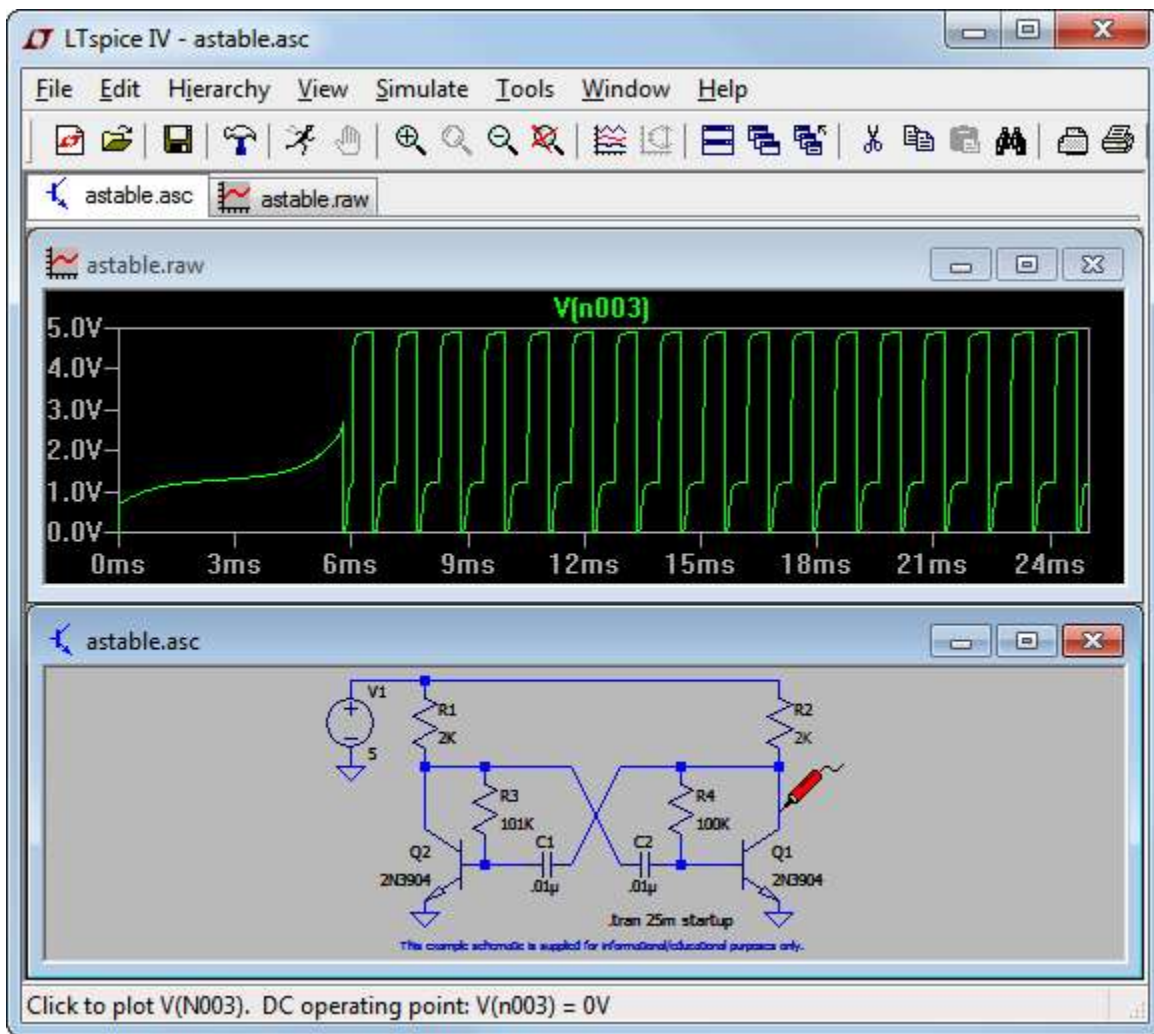 LTspice IV - astable.asc
File Edit Hierarchy View Simulate Tools Window Help
astable.asc astable.raw
astable.raw
V(n003)
5.0V
4.0V
3.0V
2.0V
1.0V
0.0V
0ms 3ms 6ms 9ms 12ms 15ms 18ms 21ms 24ms
astable.asc
V1
5
R1
2K
R2
2K
R3
101K
R4
100K
C1
.01µ
C2
.01µ
Q2
2N3904
Q1
2N3904
.tran 25m startup
This example schematic is supplied for informational/educational purposes only.
Click to plot V(N003). DC operating point: V(n003) = 0V